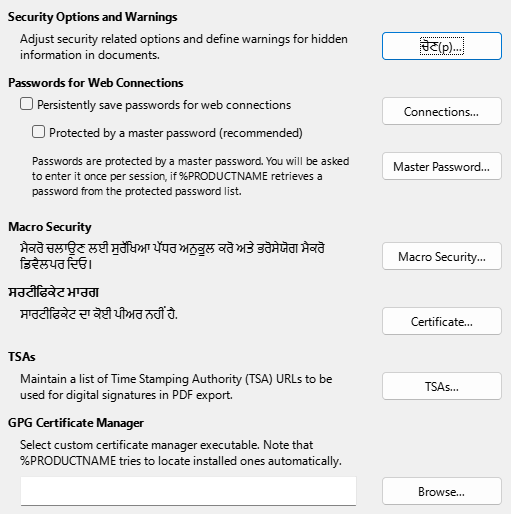 Security Options and Warnings
Adjust security related options and define warnings for hidden
information in documents.
ਚੋਣ(p)...
Passwords for Web Connections
Persistently save passwords for web connections
Connections...
Protected by a master password (recommended)
Passwords are protected by a master password. You will be asked
to enter it once per session, if %PRODUCTNAME retrieves a
password from the protected password list.
Master Password...
Macro Security
ਮੈਕਰੋ ਚਲਾਉਣ ਲਈ ਸੁਰੱਖਿਆ ਪੱਧਰ ਅਨੁਕੂਲ ਕਰੋ ਅਤੇ ਭਰੋਸੇਯੋਗ ਮੈਕਰੋ
ਡਿਵੈਲਪਰ ਦਿਓ।
Macro Security...
ਸਰਟੀਫਿਕੇਟ ਮਾਰਗ
ਸਾਰਟੀਫਿਕੇਟ ਦਾ ਕੋਈ ਪੀਅਰ ਨਹੀਂ ਹੈ.
Certificate...
TSAs
Maintain a list of Time Stamping Authority (TSA) URLs to be
used for digital signatures in PDF export.
TSAs...
GPG Certificate Manager
Select custom certificate manager executable. Note that
%PRODUCTNAME tries to locate installed ones automatically.
Browse...